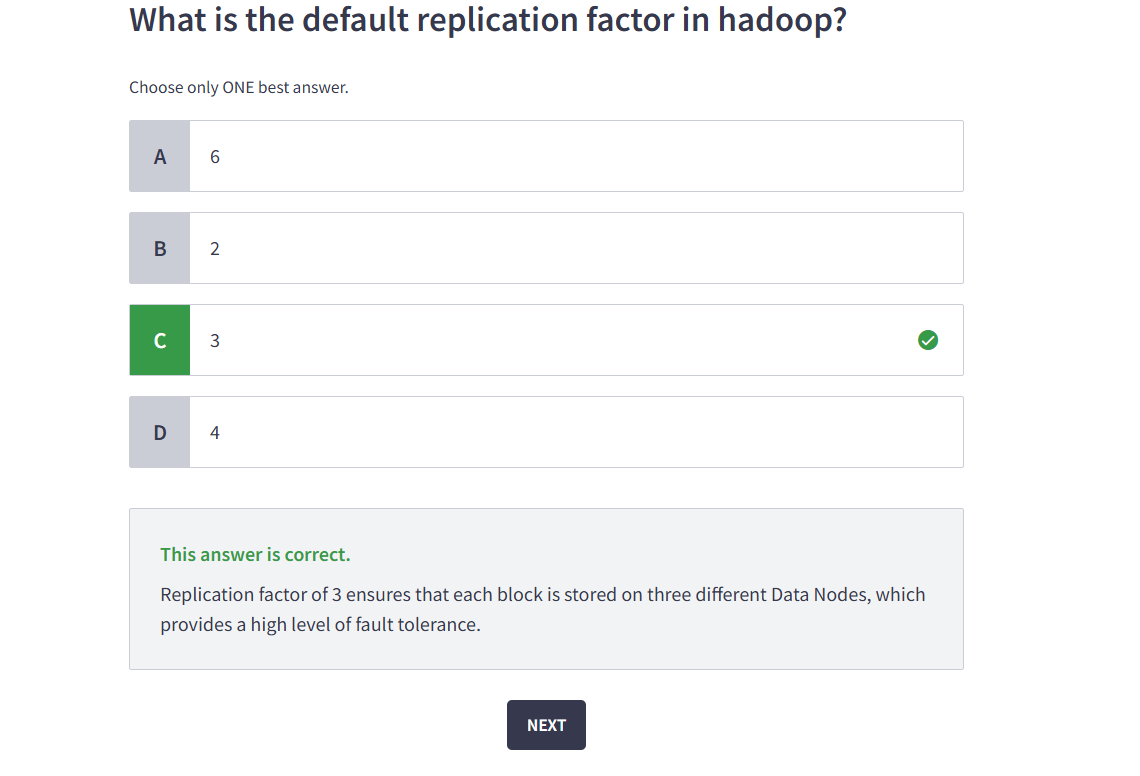 What is the default replication factor in hadoop?
Choose only ONE best answer.
A 6
B 2
C 3
D 4
This answer is correct.
Replication factor of 3 ensures that each block is stored on three different Data Nodes, which
provides a high level of fault tolerance.
NEXT